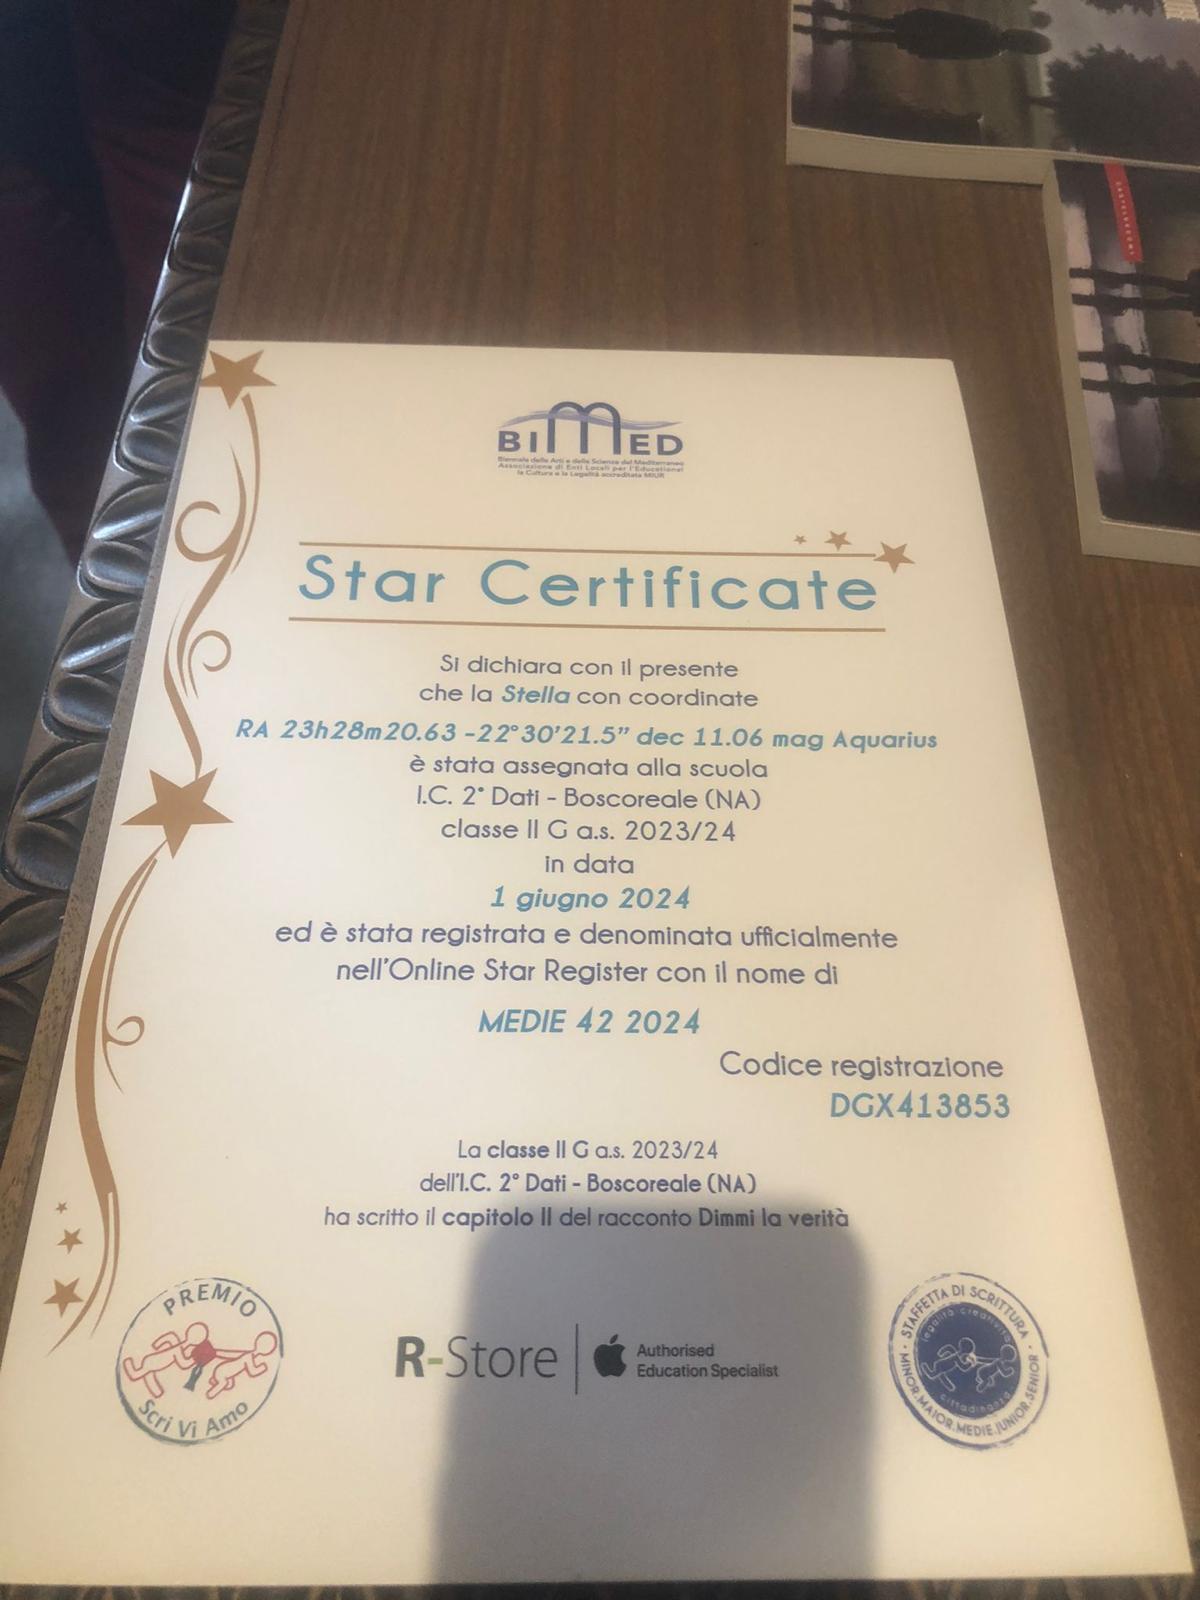 BIMED
Biennale delle Arti e delle Scienze del Mediterraneo
Associazione di Enti Locali per l'Educational
la Cultura e la Legalità accreditata MIUR
Star Certificate
Si dichiara con il presente
che la Stella con coordinate
RA 23h28m20.63 -22°30'21.5” dec 11.06 mag Aquarius
è stata assegnata alla scuola
I.C. 2° Dati - Boscoreale (NA)
classe II G a.s. 2023/24
in data
1 giugno 2024
ed è stata registrata e denominata ufficialmente
nell'Online Star Register con il nome di
MEDIE 42 2024
Codice registrazione
DGX413853
La classe II G a.s. 2023/24
dell'I.C. 2° Dati - Boscoreale (NA)
ha scritto il capitolo II del racconto Dimmi la verità
PREMIO
Scri Vi Amo
R-Store
Authorised
Education Specialist
STAFFETTA DI SCRITTURA
legalità creatività
cittadinanza
MINOR.MAIOR.MEDIE.JUNIOR.SENIOR